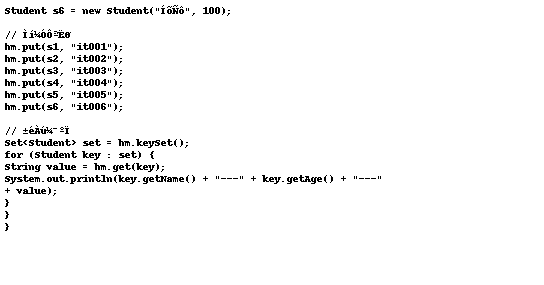 Student s6 = new Student("ÍõÑó", 100);

// Ìí¼ÓÔªËØ
hm.put(s1, "it001");
hm.put(s2, "it002");
hm.put(s3, "it003");
hm.put(s4, "it004");
hm.put(s5, "it005");
hm.put(s6, "it006");

// ±éÀú¼¯ºÏ
Set<Student> set = hm.keySet();
for (Student key : set) {
String value = hm.get(key);
System.out.println(key.getName() + "---" + key.getAge() + "---"
+ value);
}
}
}